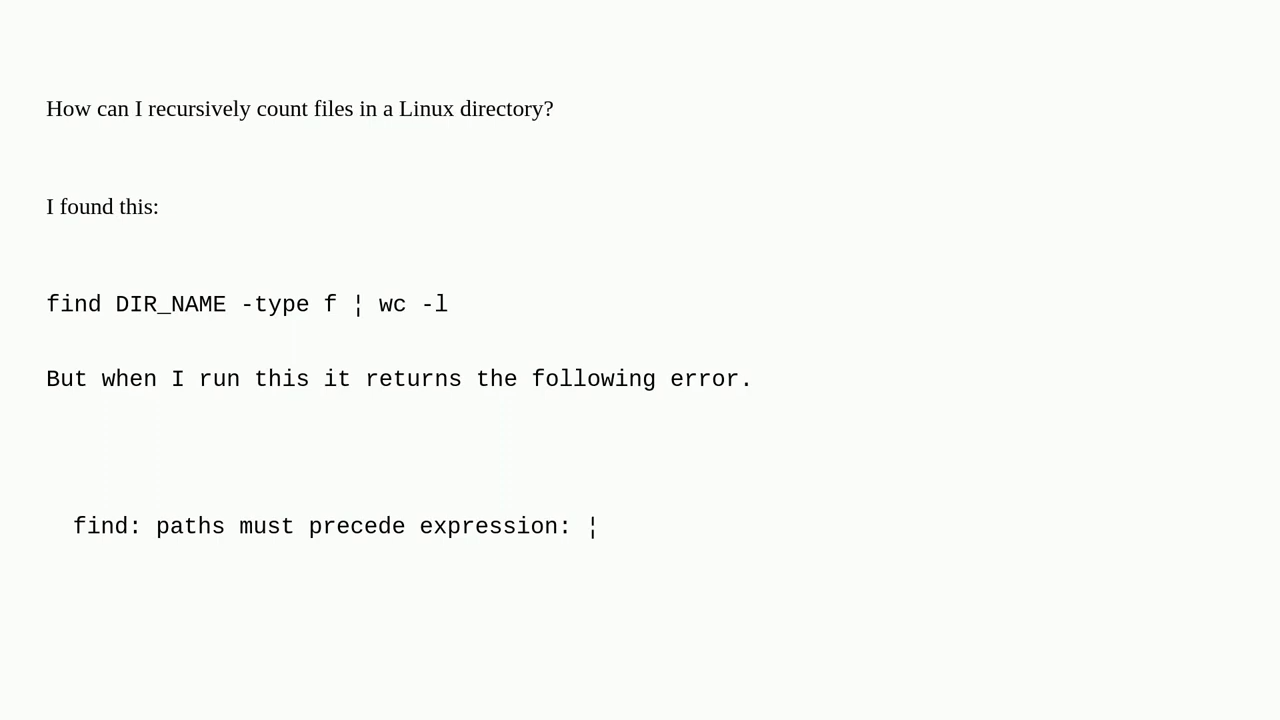 How can I recursively count files in a Linux directory?
I found this:
find DIR_NAME -type f ¦ wc -l
But when I run this it returns the following error.
find: paths must precede expression: ¦